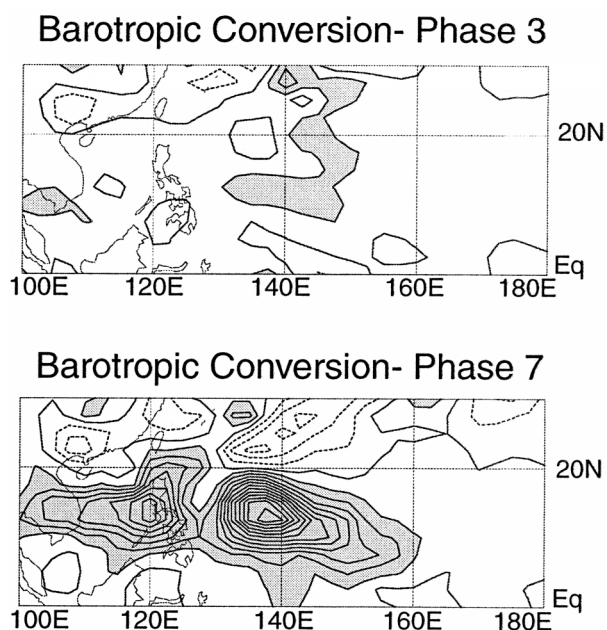 Barotropic Conversion- Phase 3
20N
Eq
100E 120E 140E 160E 180E
Barotropic Conversion- Phase 7
20N
Eq
100E 120E 140E 160E 180E